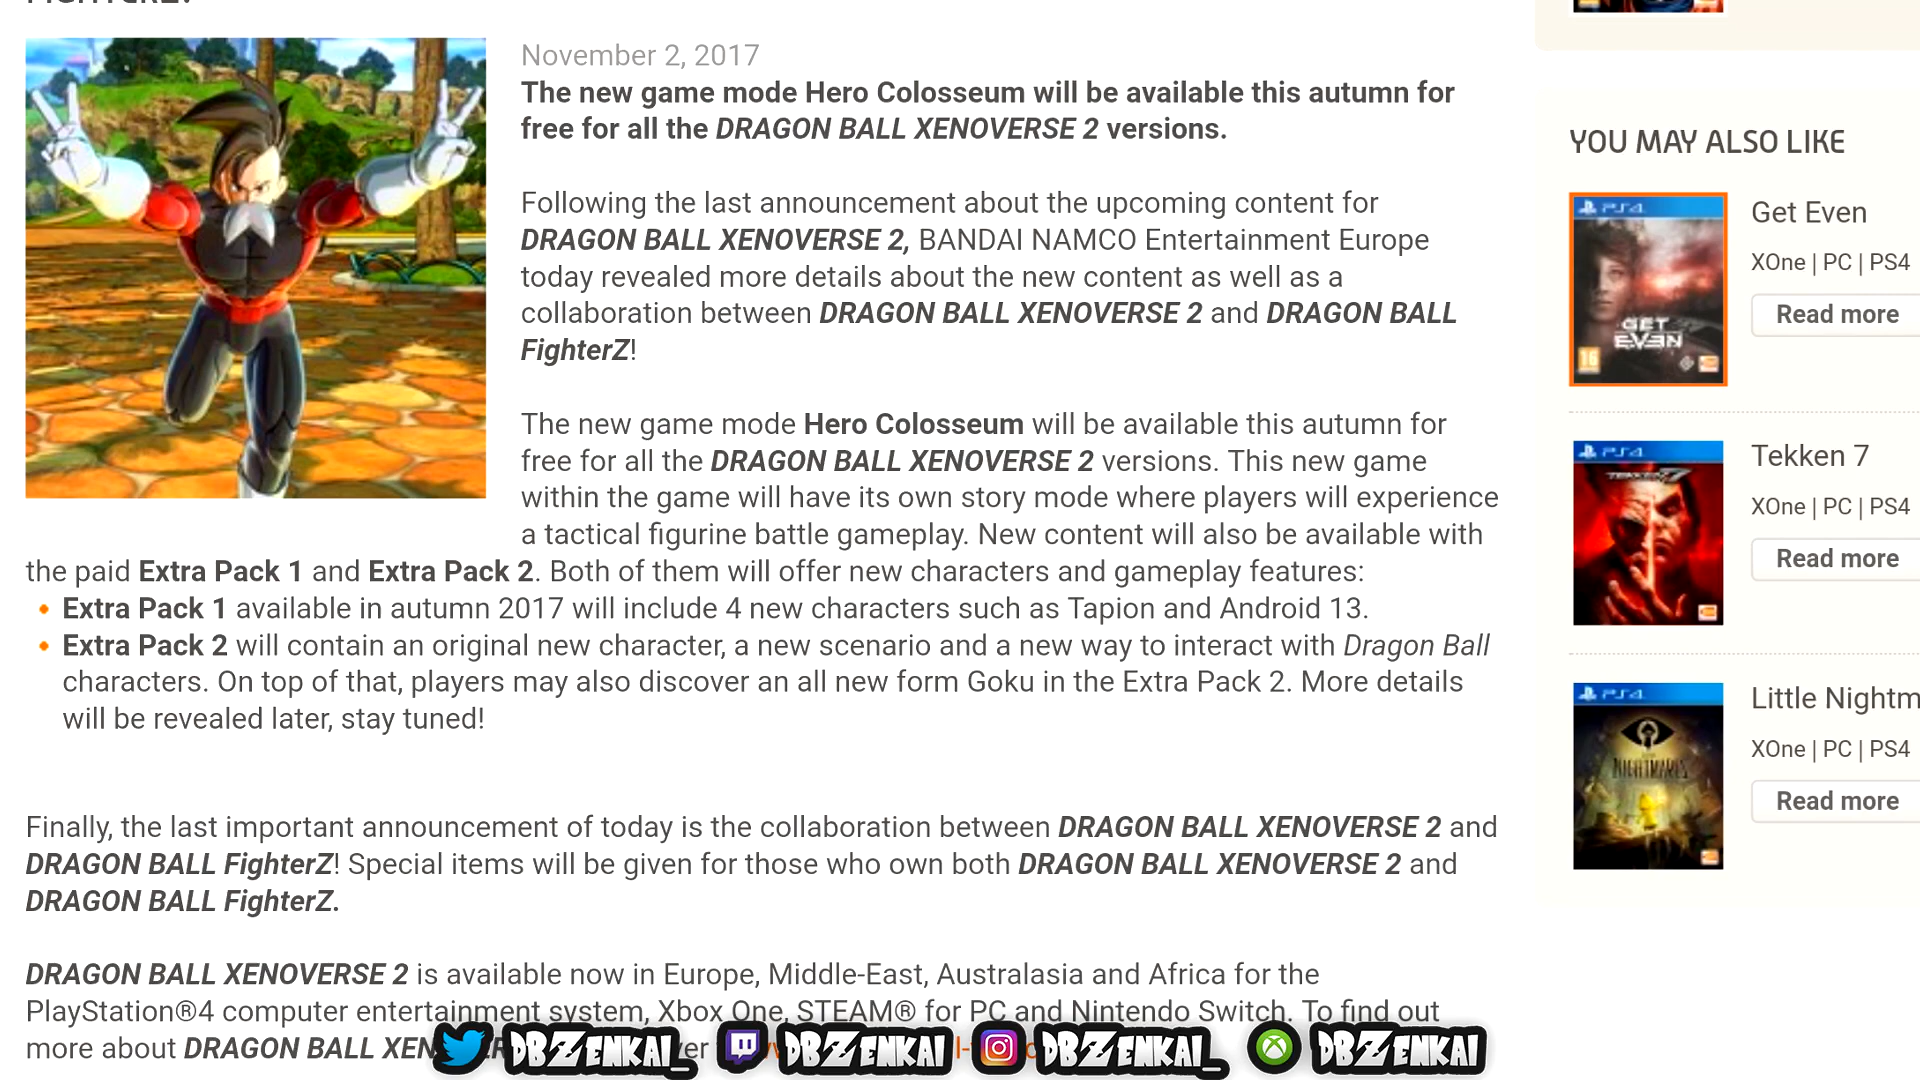 November 2, 2017
The new game mode Hero Colosseum will be available this autumn for
free for all the DRAGON BALL XENOVERSE 2 versions.
Following the last announcement about the upcoming content for
DRAGON BALL XENOVERSE 2, BANDAI NAMCO Entertainment Europe
today revealed more details about the new content as well as a
collaboration between DRAGON BALL XENOVERSE 2 and DRAGON BALL
FighterZ!
The new game mode Hero Colosseum will be available this autumn for
free for all the DRAGON BALL XENOVERSE 2 versions. This new game
within the game will have its own story mode where players will experience
a tactical figurine battle gameplay. New content will also be available with
the paid Extra Pack 1 and Extra Pack 2. Both of them will offer new characters and gameplay features:
• Extra Pack 1 available in autumn 2017 will include 4 new characters such as Tapion and Android 13.
• Extra Pack 2 will contain an original new character, a new scenario and a new way to interact with Dragon Ball
characters. On top of that, players may also discover an all new form Goku in the Extra Pack 2. More details
will be revealed later, stay tuned!
Finally, the last important announcement of today is the collaboration between DRAGON BALL XENOVERSE 2 and
DRAGON BALL FighterZ! Special items will be given for those who own both DRAGON BALL XENOVERSE 2 and
DRAGON BALL FighterZ.
DRAGON BALL XENOVERSE 2 is available now in Europe, Middle-East, Australasia and Africa for the
PlayStation®4 computer entertainment system, Xbox One, STEAM® for PC and Nintendo Switch. To find out
more about DRAGON BALL XEN
DBZENKAI_ DBZENKAI DBZENKAI_ DBZENKAI
YOU MAY ALSO LIKE
PS4
GET EVEN
16
Get Even
XOne | PC | PS4
Read more
PS4
TEKKEN 7
Tekken 7
XOne | PC | PS4
Read more
PS4
NIGHTMARES
Little Nightm
XOne | PC | PS4
Read more